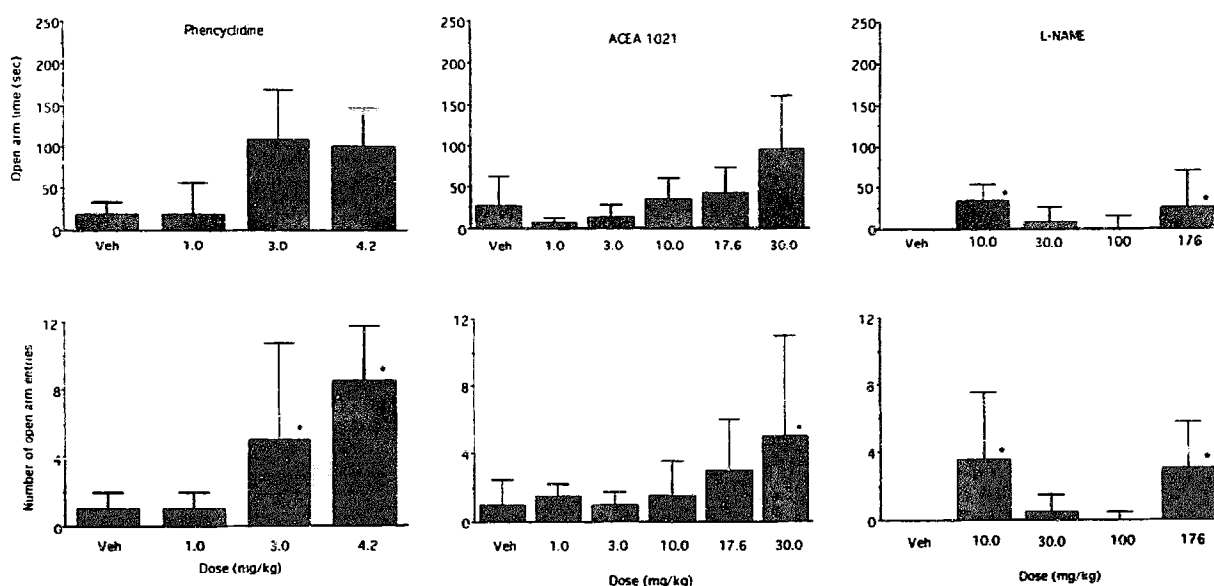 Phencyclidine
Open arm time (sec)
250
200
150
100
50
0
Veh 1.0 3.0 4.2
ACEA 1021
250
200
150
100
50
0
Veh 1.0 3.0 10.0 17.6 30.0
L-NAME
250
200
150
100
50
0
Veh 10.0 30.0 100 176
* *
Number of open arm entries
12
8
4
0
* *
Veh 1.0 3.0 4.2
Dose (mg/kg)
12
8
4
0
*
Veh 1.0 3.0 10.0 17.6 30.0
Dose (mg/kg)
12
8
4
0
* *
Veh 10.0 30.0 100 176
Dose (mg/kg)